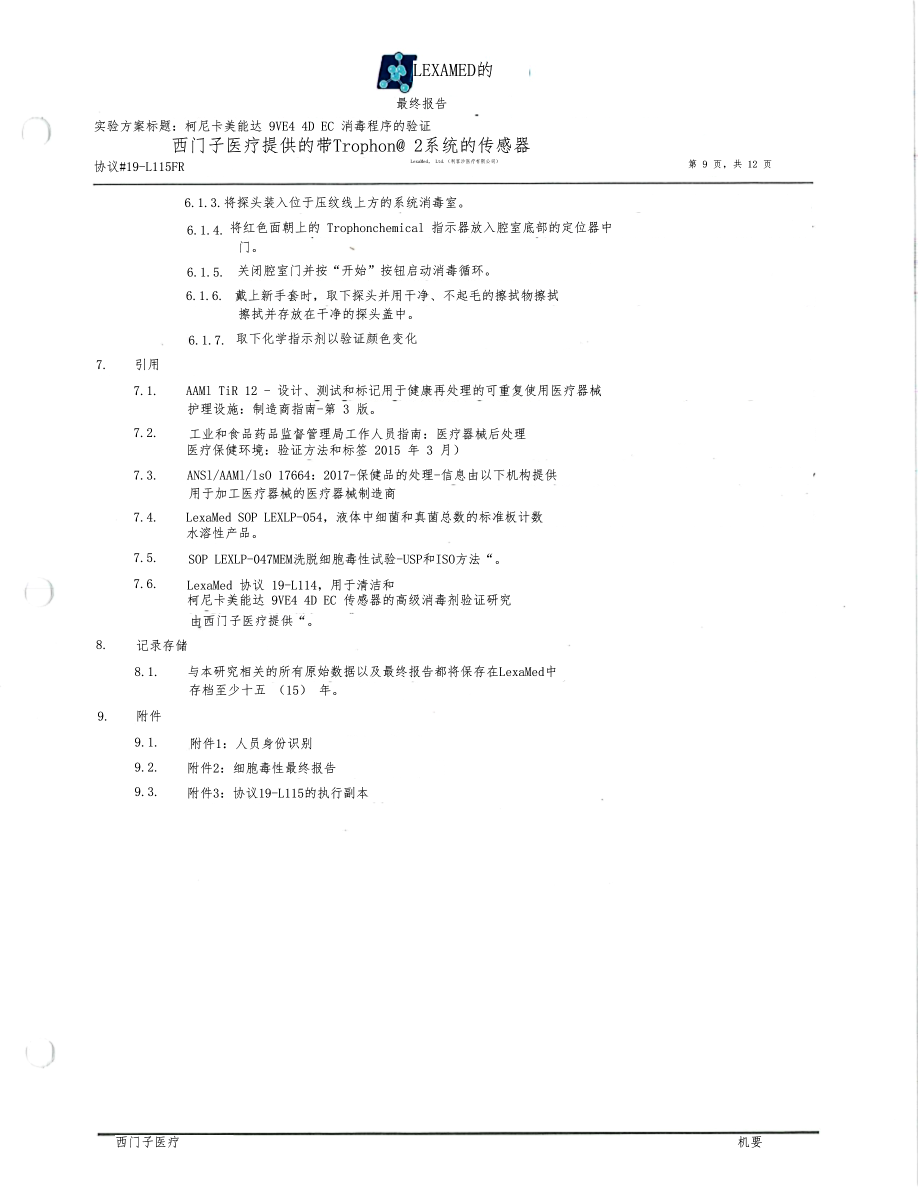 LEXAMED的
最终报告
实验方案标题：柯尼卡美能达 9VE4 4D EC 消毒程序的验证
西门子医疗提供的带Trophon@ 2系统的传感器
协议#19-L115FR
LexaMed, Ltd（利百沙医疗有限公司）
第 9 页，共 12 页
6.1.3.将探头装入位于压纹线上方的系统消毒室。
6.1.4. 将红色面朝上的 Trophonchemical 指示器放入腔室底部的定位器中
门。
6.1.5. 关闭腔室门并按“开始”按钮启动消毒循环。
6.1.6. 戴上新手套时，取下探头并用干净、不起毛的擦拭物擦拭
擦拭并存放在干净的探头盖中。
6.1.7. 取下化学指示剂以验证颜色变化
7. 引用
7.1. AAMl TiR 12 - 设计、测试和标记用于健康再处理的可重复使用医疗器械
护理设施：制造商指南-第 3 版。
7.2. 工业和食品药品监督管理局工作人员指南：医疗器械后处理
医疗保健环境：验证方法和标签 2015 年 3 月）
7.3. ANSl/AAMl/lsO 17664：2017-保健品的处理-信息由以下机构提供
用于加工医疗器械的医疗器械制造商
7.4. LexaMed SOP LEXLP-054，液体中细菌和真菌总数的标准板计数
水溶性产品。
7.5. SOP LEXLP-047MEM洗脱细胞毒性试验-USP和ISO方法“。
7.6. LexaMed 协议 19-L114，用于清洁和
柯尼卡美能达 9VE4 4D EC 传感器的高级消毒剂验证研究
由西门子医疗提供“。
8. 记录存储
8.1. 与本研究相关的所有原始数据以及最终报告都将保存在LexaMed中
存档至少十五 （15） 年。
9. 附件
9.1. 附件1：人员身份识别
9.2. 附件2：细胞毒性最终报告
9.3. 附件3：协议19-L115的执行副本
西门子医疗
机要